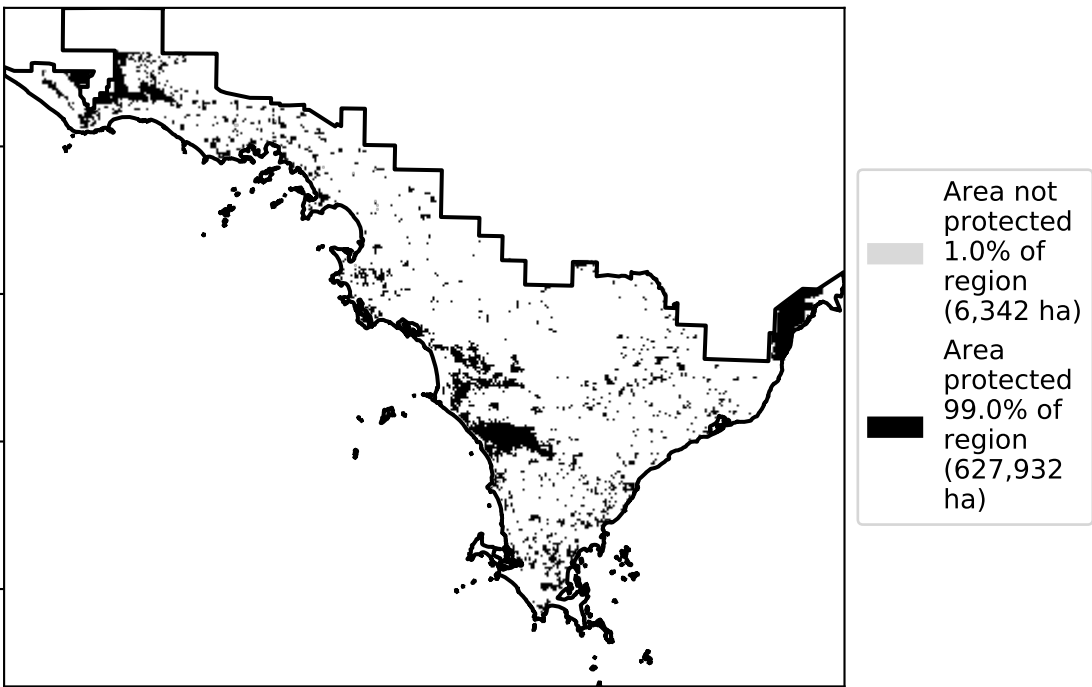 Area not
protected
1.0% of
region
(6,342 ha)
Area
protected
99.0% of
region
(627,932
ha)